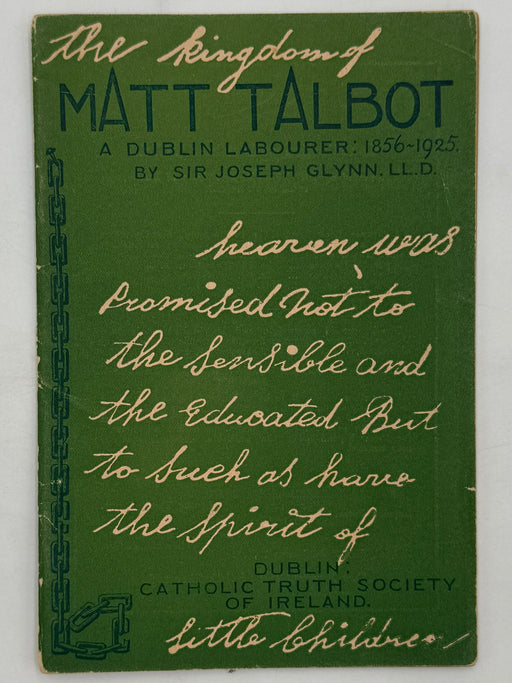 the kingdom of
MATT TALBOT
A DUBLIN LABOURER: 1856~1925.
BY SIR JOSEPH GLYNN. LL.D.
heaven was
Promised not to
the sensible and
the Educated But
to such as have
the spirit of
DUBLIN:
CATHOLIC TRUTH SOCIETY
OF IRELAND.
little Children